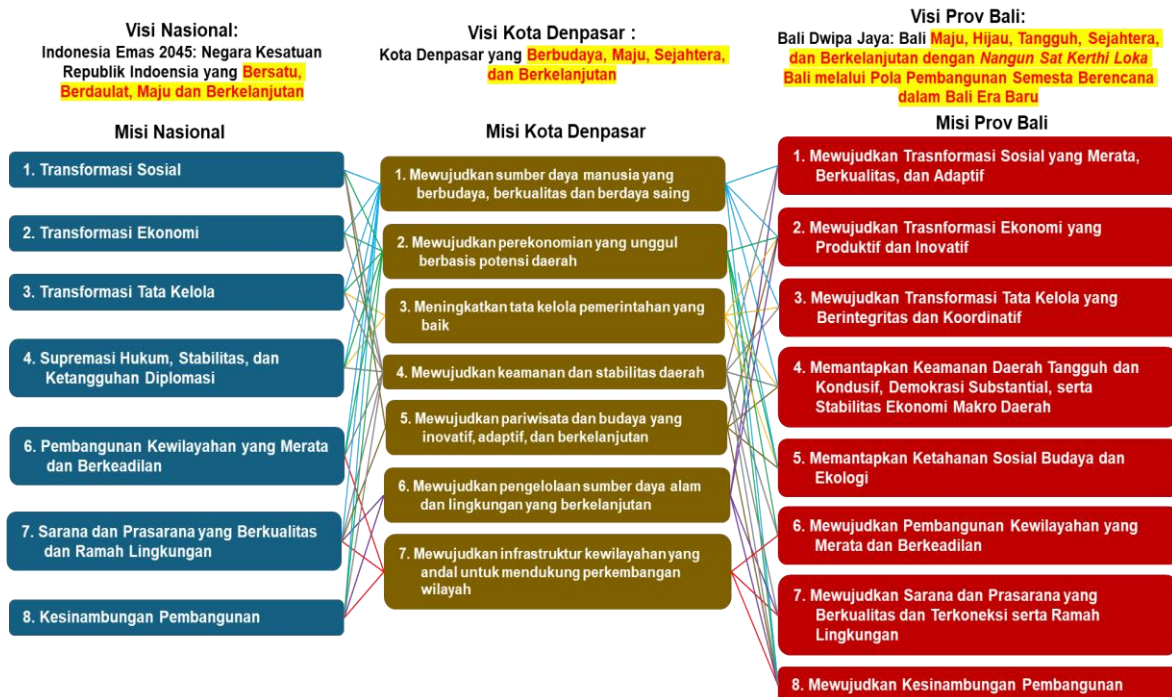 Visi Nasional:
Indonesia Emas 2045: Negara Kesatuan
Republik Indoensia yang Bersatu,
Berdaulat, Maju dan Berkelanjutan
Misi Nasional
1. Transformasi Sosial
2. Transformasi Ekonomi
3. Transformasi Tata Kelola
4. Supremasi Hukum, Stabilitas, dan
Ketangguhan Diplomasi
6. Pembangunan Kewilayahan yang Merata
dan Berkeadilan
7. Sarana dan Prasarana yang Berkualitas
dan Ramah Lingkungan
8. Kesinambungan Pembangunan
Visi Kota Denpasar :
Kota Denpasar yang Berbudaya, Maju, Sejahtera,
dan Berkelanjutan
Misi Kota Denpasar
1. Mewujudkan sumber daya manusia yang
berbudaya, berkualitas dan berdaya saing
2. Mewujudkan perekonomian yang unggul
berbasis potensi daerah
3. Meningkatkan tata kelola pemerintahan yang
baik
4. Mewujudkan keamanan dan stabilitas daerah
5. Mewujudkan pariwisata dan budaya yang
inovatif, adaptif, dan berkelanjutan
6. Mewujudkan pengelolaan sumber daya alam
dan lingkungan yang berkelanjutan
7. Mewujudkan infrastruktur kewilayahan yang
andal untuk mendukung perkembangan
wilayah
Visi Prov Bali:
Bali Dwipa Jaya: Bali Maju, Hijau, Tangguh, Sejahtera,
dan Berkelanjutan dengan Nangun Sat Kerthi Loka
Bali melalui Pola Pembangunan Semesta Berencana
dalam Bali Era Baru
Misi Prov Bali
1. Mewujudkan Trasnformasi Sosial yang Merata,
Berkualitas, dan Adaptif
2. Mewujudkan Trasnformasi Ekonomi yang
Produktif dan Inovatif
3. Mewujudkan Transformasi Tata Kelola yang
Berintegritas dan Koordinatif
4. Memantapkan Keamanan Daerah Tangguh dan
Kondusif, Demokrasi Substantial, serta
Stabilitas Ekonomi Makro Daerah
5. Memantapkan Ketahanan Sosial Budaya dan
Ekologi
6. Mewujudkan Pembangunan Kewilayahan yang
Merata dan Berkeadilan
7. Mewujudkan Sarana dan Prasarana yang
Berkualitas dan Terkoneksi serta Ramah
Lingkungan
8. Mewujudkan Kesinambungan Pembangunan